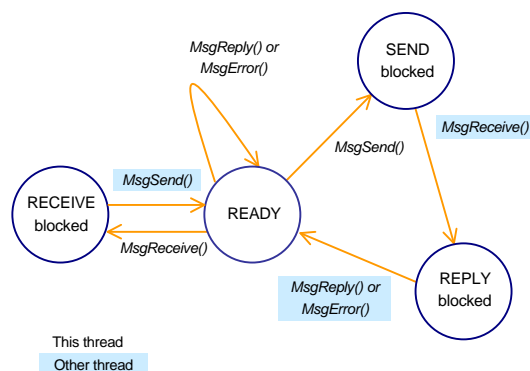 MsgReply() or
MsgError()
SEND
blocked
MsgReceive()
MsgSend()
MsgSend()
RECEIVE
blocked
READY
MsgReceive()
MsgReply() or
MsgError()
REPLY
blocked
This thread
Other thread